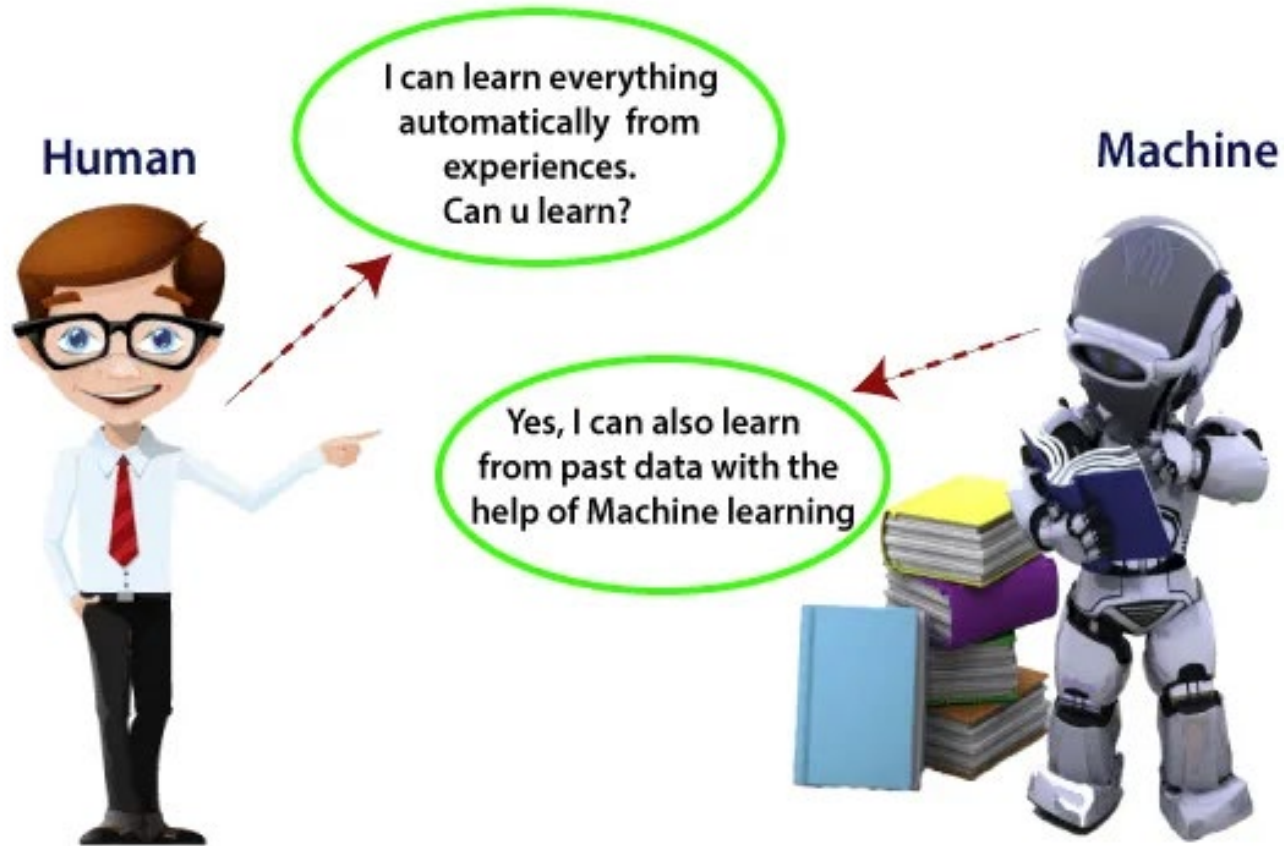 Human
I can learn everything
automatically from
experiences.
Can u learn?
Machine
Yes, I can also learn
from past data with the
help of Machine learning